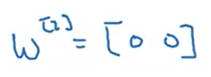 W^[2] = [0 0]